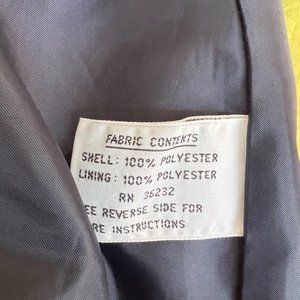 FABRIC CONTENTS
SHELL: 100% POLYESTER
LINING: 100% POLYESTER
RN 36232
EE REVERSE SIDE FOR
RE INSTRUCTIONS